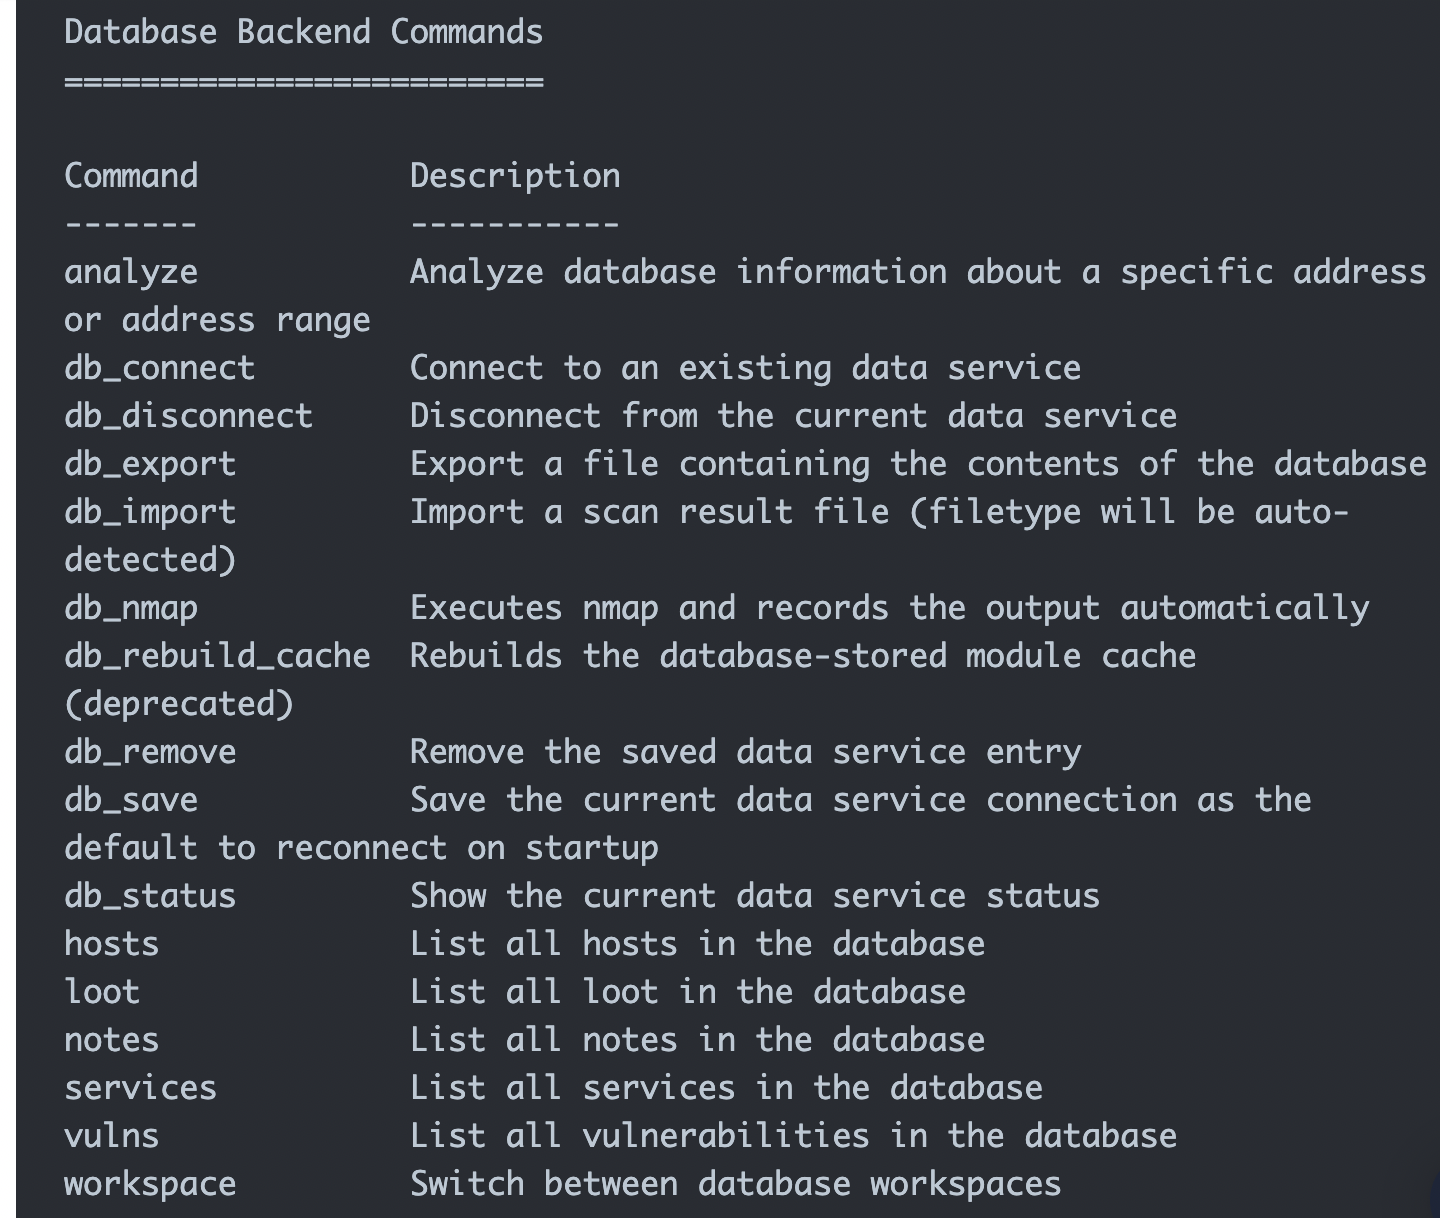 Database Backend Commands
=========================
Command           Description
-------           -----------
analyze           Analyze database information about a specific address
or address range
db_connect        Connect to an existing data service
db_disconnect     Disconnect from the current data service
db_export         Export a file containing the contents of the database
db_import         Import a scan result file (filetype will be auto-
detected)
db_nmap           Executes nmap and records the output automatically
db_rebuild_cache  Rebuilds the database-stored module cache
(deprecated)
db_remove         Remove the saved data service entry
db_save           Save the current data service connection as the
default to reconnect on startup
db_status         Show the current data service status
hosts             List all hosts in the database
loot              List all loot in the database
notes             List all notes in the database
services          List all services in the database
vulns             List all vulnerabilities in the database
workspace         Switch between database workspaces